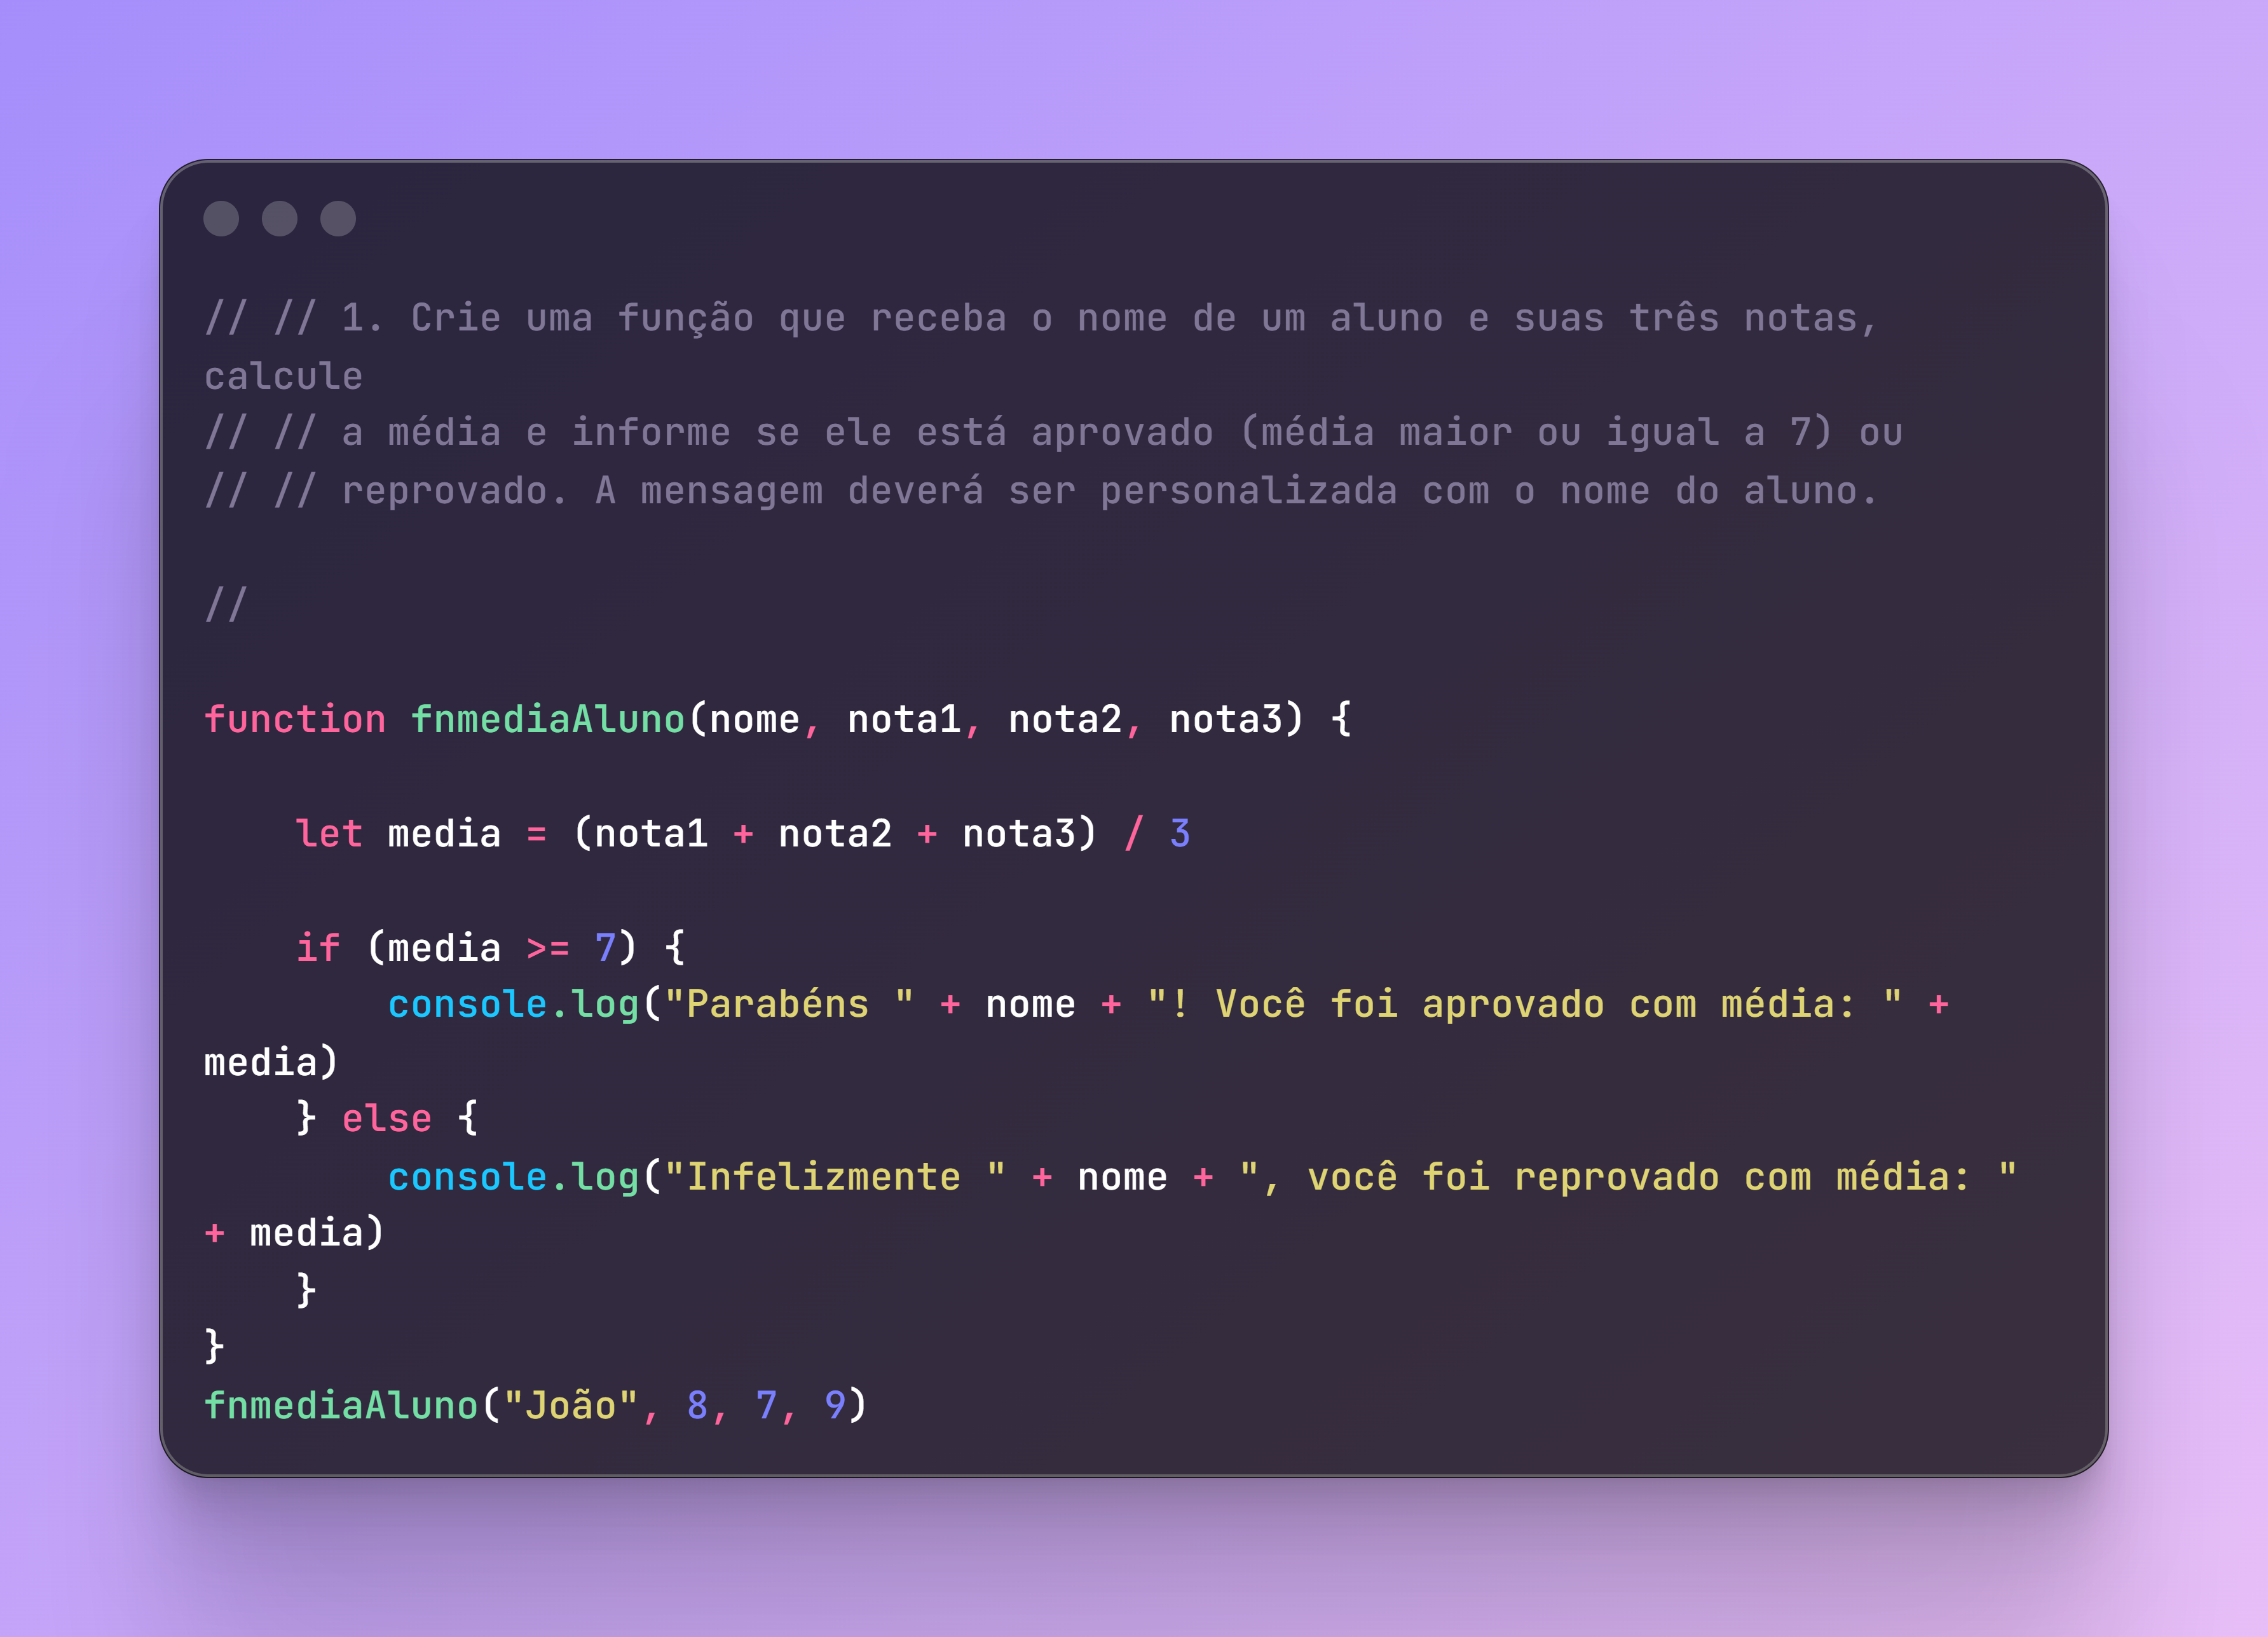 // // 1. Crie uma função que receba o nome de um aluno e suas três notas,
calcule
// // a média e informe se ele está aprovado (média maior ou igual a 7) ou
// // reprovado. A mensagem deverá ser personalizada com o nome do aluno.
//
function fnmediaAluno(nome, nota1, nota2, nota3) {
let media = (nota1 + nota2 + nota3) / 3
if (media >= 7) {
console.log("Parabéns " + nome + "! Você foi aprovado com média: " +
media)
} else {
console.log("Infelizmente " + nome + ", você foi reprovado com média: "
+ media)
}
}
fnmediaAluno("João", 8, 7, 9)